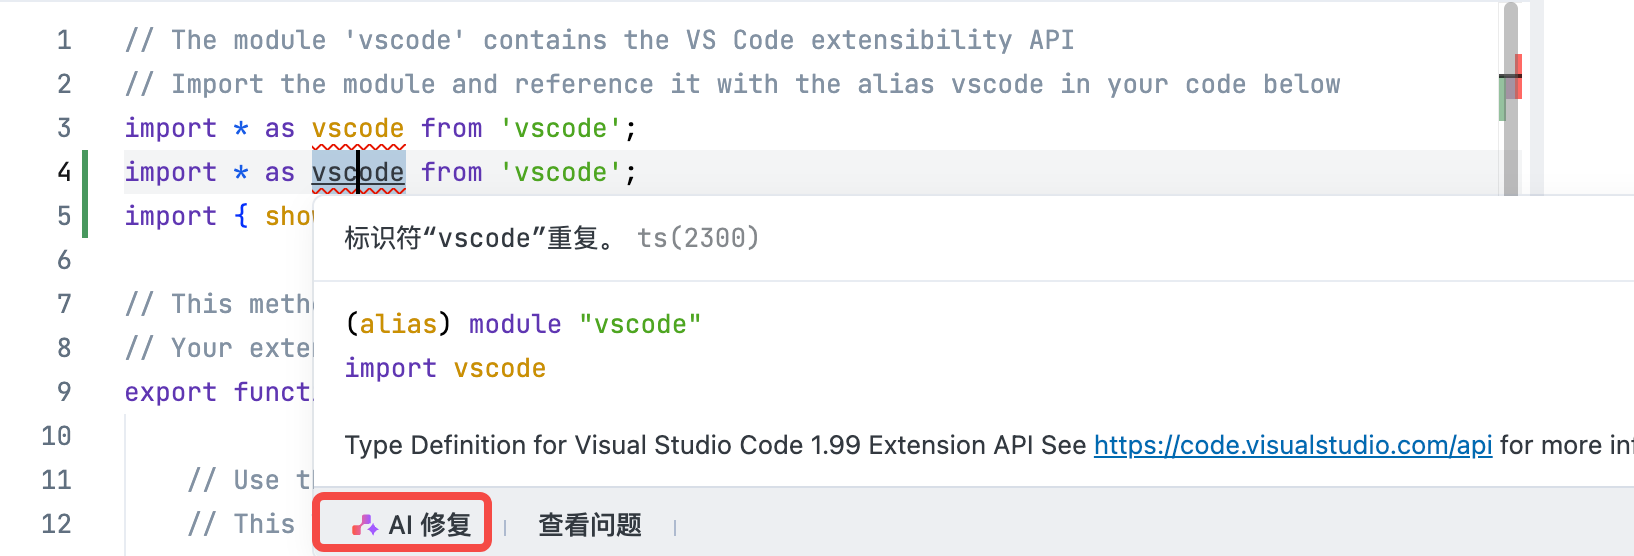 1 // The module 'vscode' contains the VS Code extensibility API
2 // Import the module and reference it with the alias vscode in your code below
3 import * as vscode from 'vscode';
4 import * as vscode from 'vscode';
5 import { show
标识符“vscode”重复。 ts(2300)
6
7 // This meth
(alias) module "vscode"
8 // Your exte
import vscode
9 export funct
10
Type Definition for Visual Studio Code 1.99 Extension API See https://code.visualstudio.com/api for more in
11 // Use t
12 // This
AI 修复 | 查看问题 |